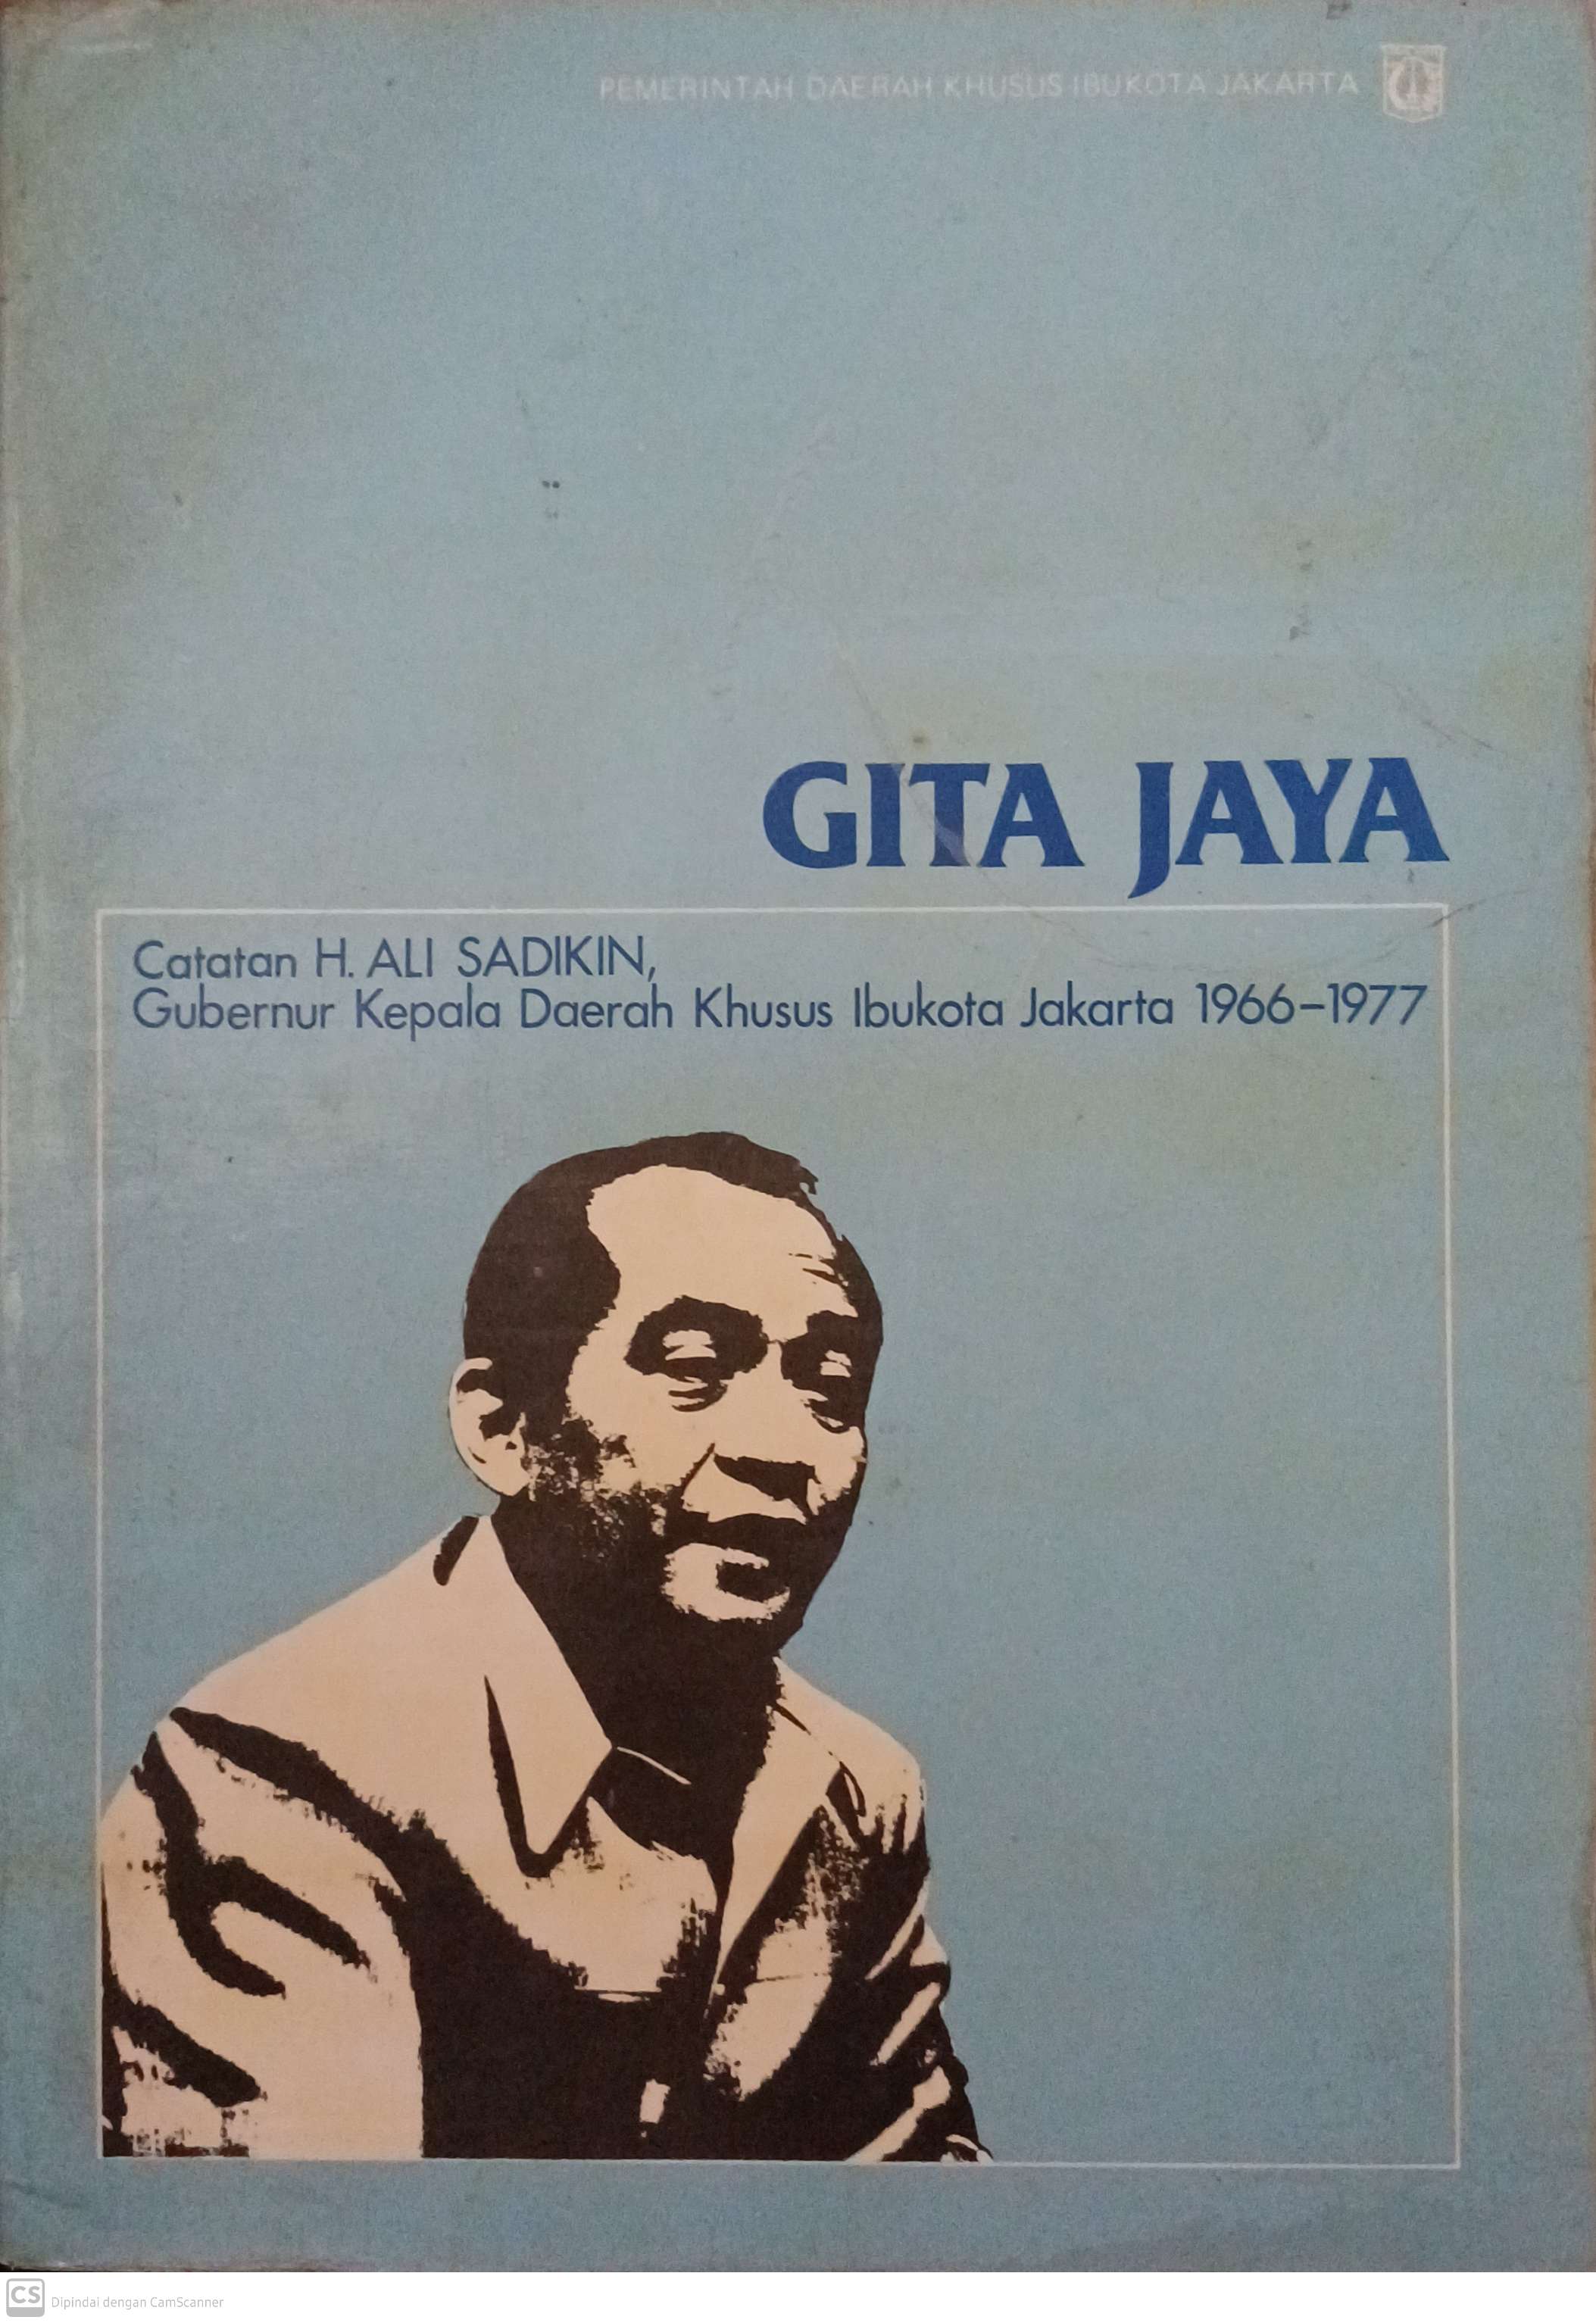 PEMERINTAH DAERAH KHUSUS IBUKOTA JAKARTA
GITA JAYA
Catatan H. ALI SADIKIN,
Gubernur Kepala Daerah Khusus Ibukota Jakarta 1966–1977
CS Dipindai dengan CamScanner